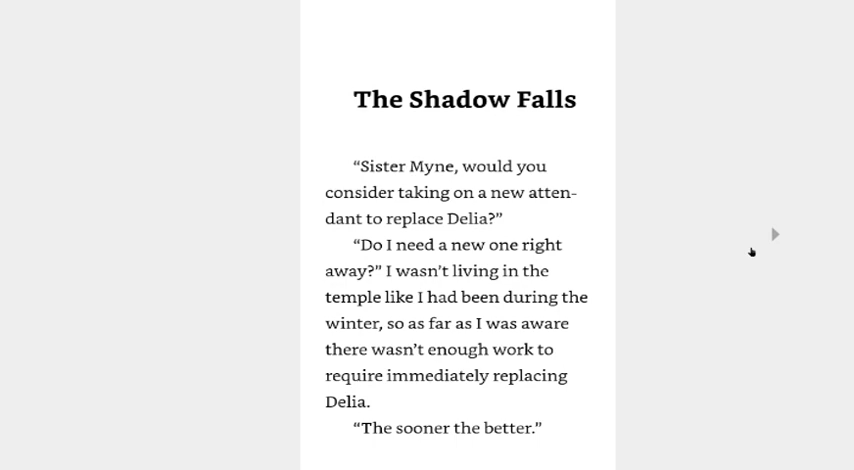 The Shadow Falls
“Sister Myne, would you
consider taking on a new atten-
dant to replace Delia?”
“Do I need a new one right
away?” I wasn’t living in the
temple like I had been during the
winter, so as far as I was aware
there wasn’t enough work to
require immediately replacing
Delia.
“The sooner the better.”